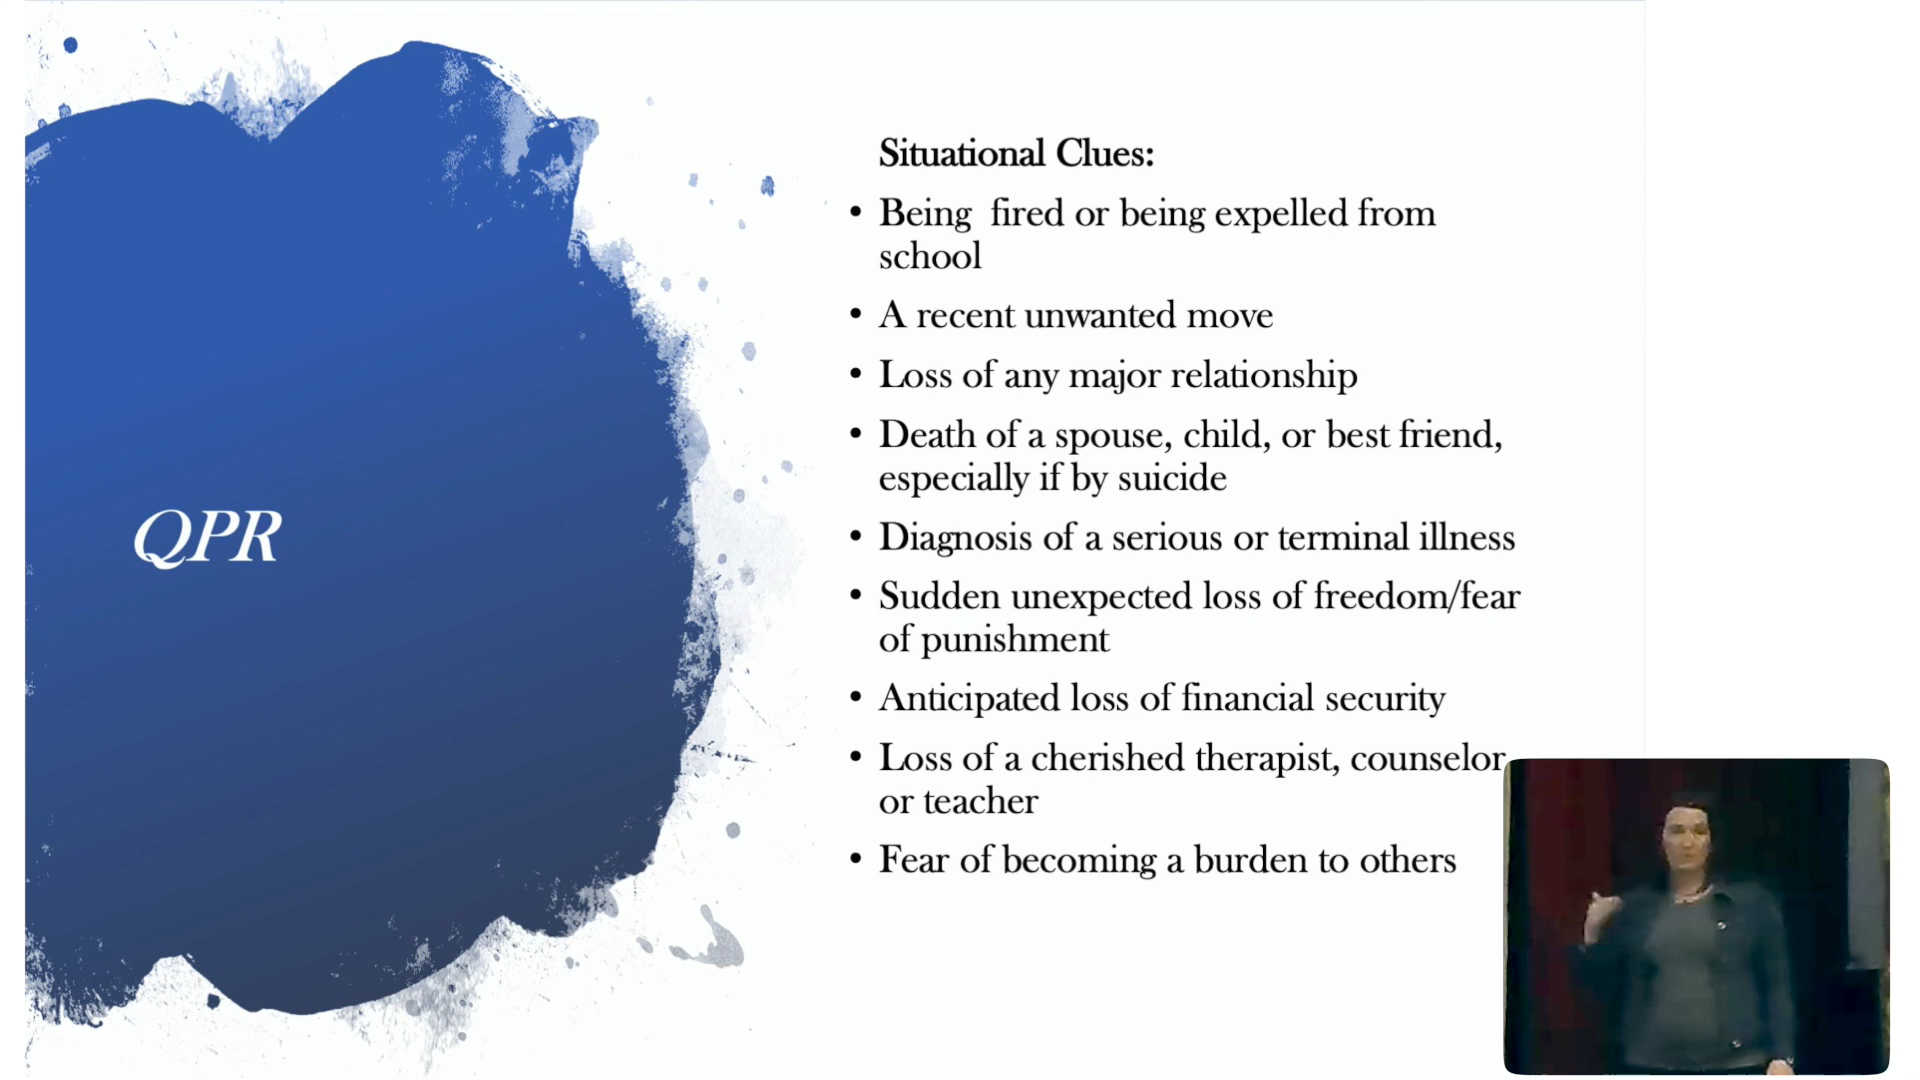 QPR
Situational Clues:
• Being  fired or being expelled from
school
• A recent unwanted move
• Loss of any major relationship
• Death of a spouse, child, or best friend,
especially if by suicide
• Diagnosis of a serious or terminal illness
• Sudden unexpected loss of freedom/fear
of punishment
• Anticipated loss of financial security
• Loss of a cherished therapist, counselor
or teacher
• Fear of becoming a burden to others